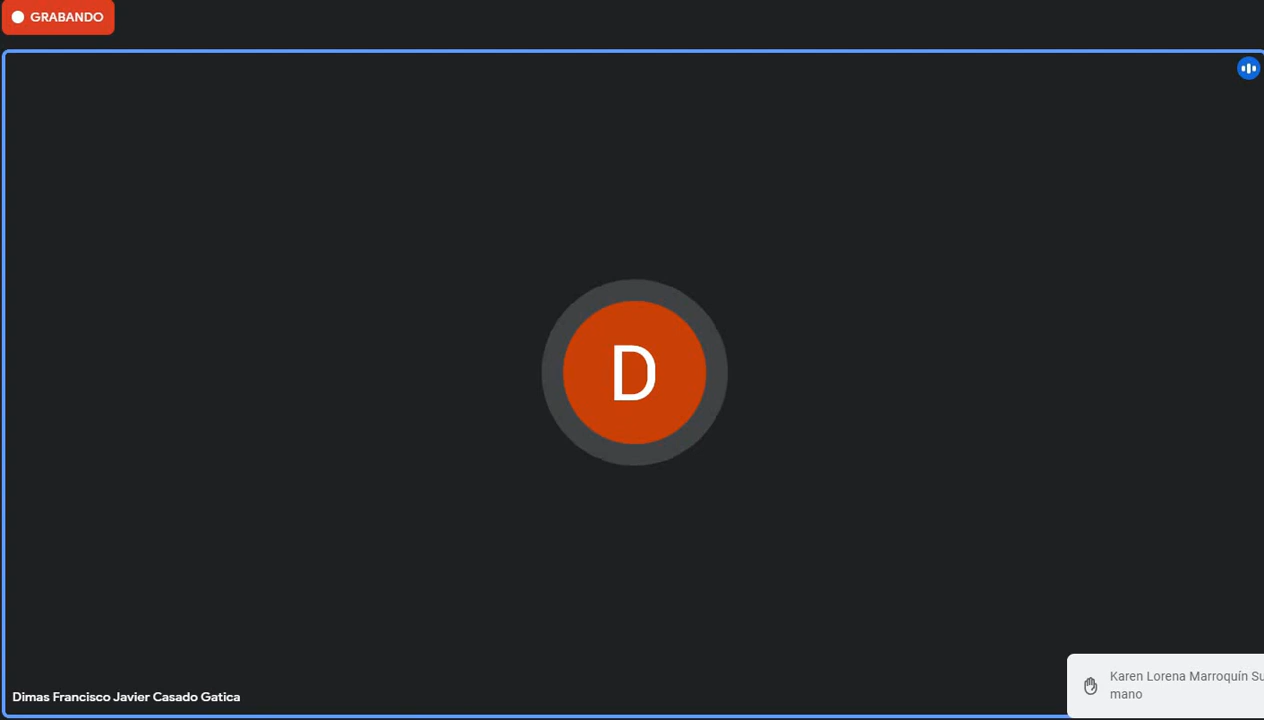 GRABANDO
D
Dimas Francisco Javier Casado Gatica
Karen Lorena Marroquín
mano